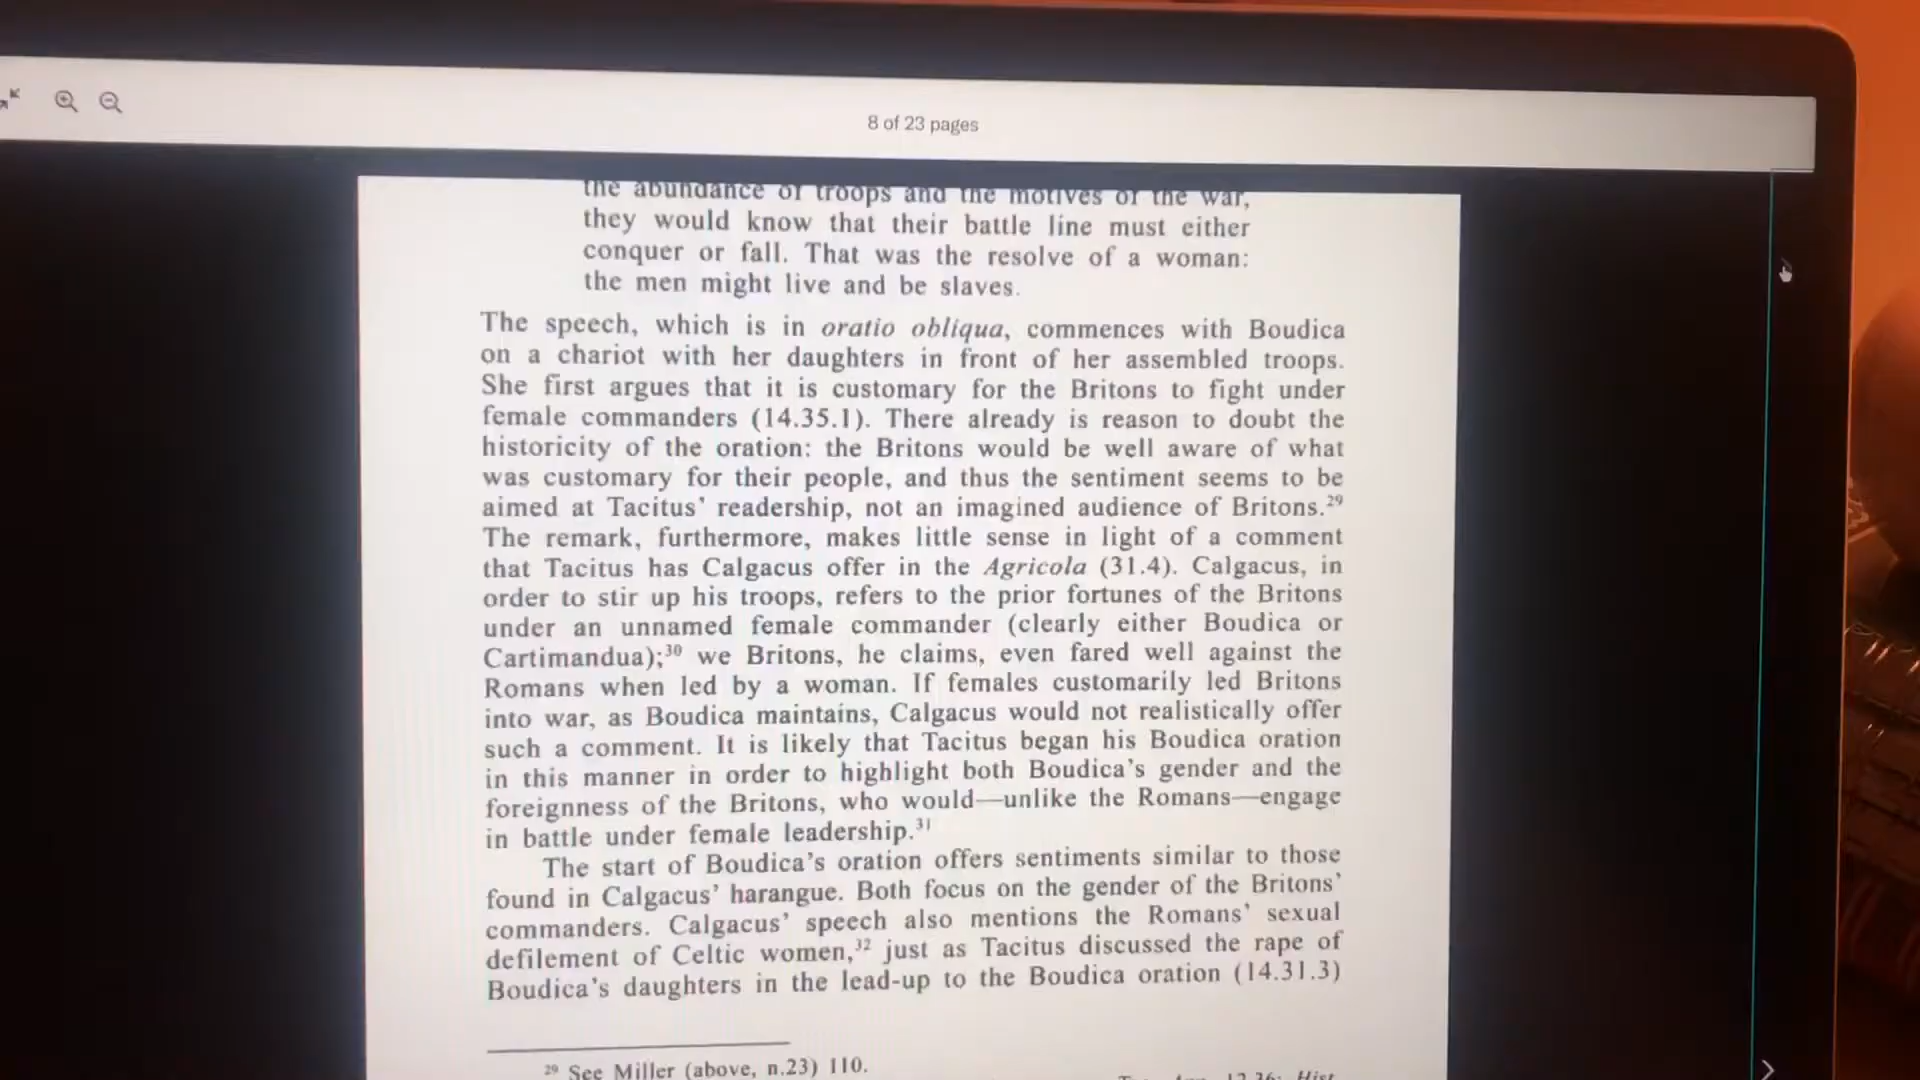 8 of 23 pages
the abundance of troops and the motives of the war,
they would know that their battle line must either
conquer or fall. That was the resolve of a woman:
the men might live and be slaves.
The speech, which is in oratio obliqua, commences with Boudica
on a chariot with her daughters in front of her assembled troops.
She first argues that it is customary for the Britons to fight under
female commanders (14.35.1). There already is reason to doubt the
historicity of the oration: the Britons would be well aware of what
was customary for their people, and thus the sentiment seems to be
aimed at Tacitus’ readership, not an imagined audience of Britons.29
The remark, furthermore, makes little sense in light of a comment
that Tacitus has Calgacus offer in the Agricola (31.4). Calgacus, in
order to stir up his troops, refers to the prior fortunes of the Britons
under an unnamed female commander (clearly either Boudica or
Cartimandua);30 we Britons, he claims, even fared well against the
Romans when led by a woman. If females customarily led Britons
into war, as Boudica maintains, Calgacus would not realistically offer
such a comment. It is likely that Tacitus began his Boudica oration
in this manner in order to highlight both Boudica’s gender and the
foreignness of the Britons, who would—unlike the Romans—engage
in battle under female leadership.31
The start of Boudica’s oration offers sentiments similar to those
found in Calgacus’ harangue. Both focus on the gender of the Britons’
commanders. Calgacus’ speech also mentions the Romans’ sexual
defilement of Celtic women,32 just as Tacitus discussed the rape of
Boudica’s daughters in the lead-up to the Boudica oration (14.31.3)
29 See Miller (above, n.23) 110.
Hist